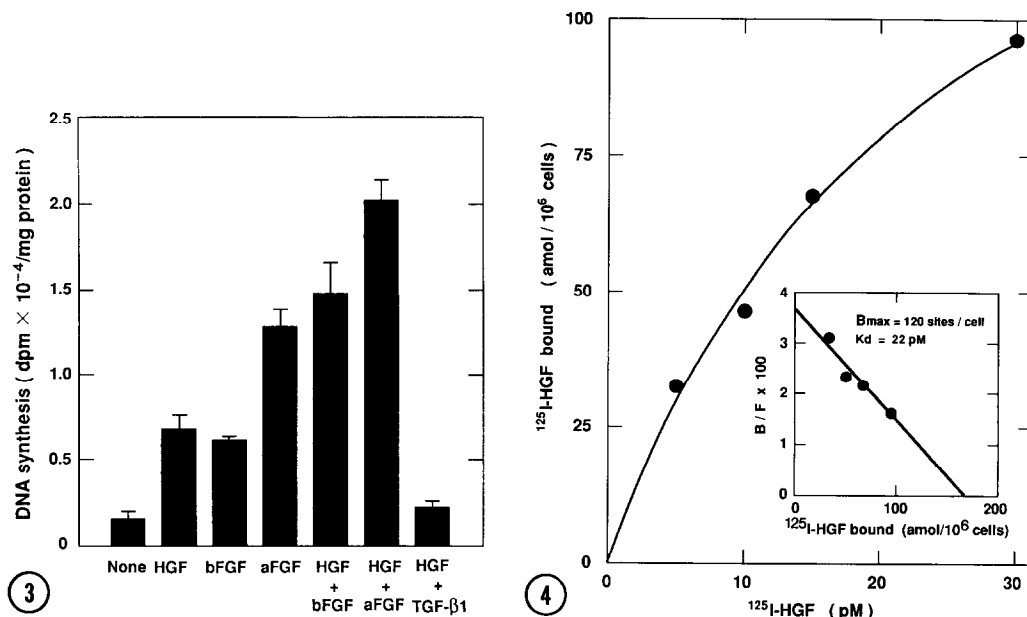 2.5
2.0
1.5
1.0
0.5
0
DNA synthesis ( dpm × 10⁻⁴/mg protein)
None HGF bFGF aFGF HGF + bFGF HGF + aFGF HGF + TGF-β1
3
100
75
50
25
00
¹²⁵I-HGF bound ( amol / 10⁶ cells)
0 10 20 30
¹²⁵I-HGF ( pM )
4
4
3
2
1
0
B / F x 100
Bmax = 120 sites / cell
Kd = 22 pM
0 100 200
¹²⁵I-HGF bound (amol/10⁶ cells)